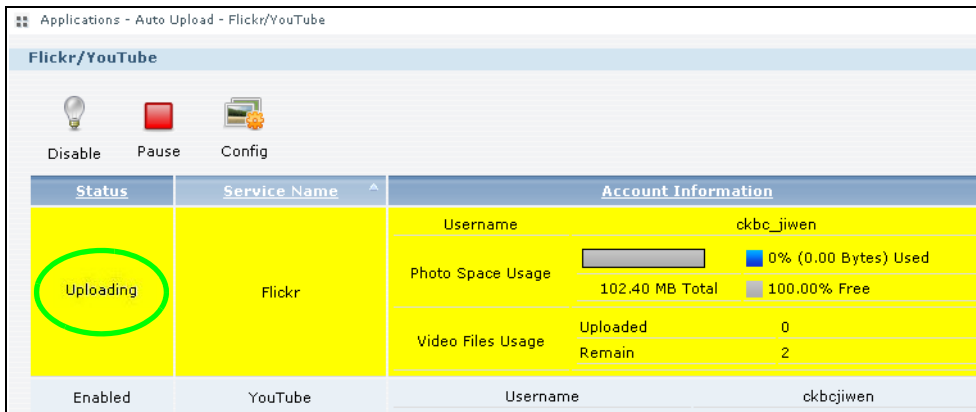 Applications - Auto Upload - Flickr/YouTube
Flickr/YouTube
Disable Pause Config
Status Service Name Account Information
Username ckbc_jiwen
Uploading Flickr Photo Space Usage 0% (0.00 Bytes) Used
102.40 MB Total 100.00% Free
Video Files Usage Uploaded 0
Remain 2
Enabled YouTube Username ckbcjiwen